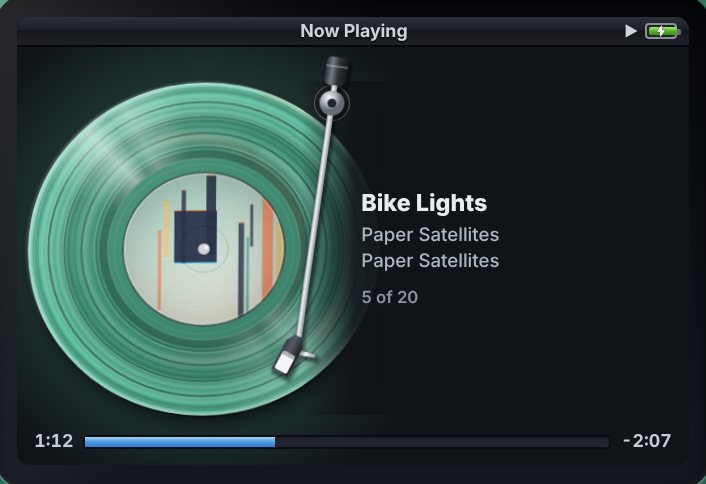 Now Playing
Bike Lights
Paper Satellites
Paper Satellites
5 of 20
1:12
-2:07